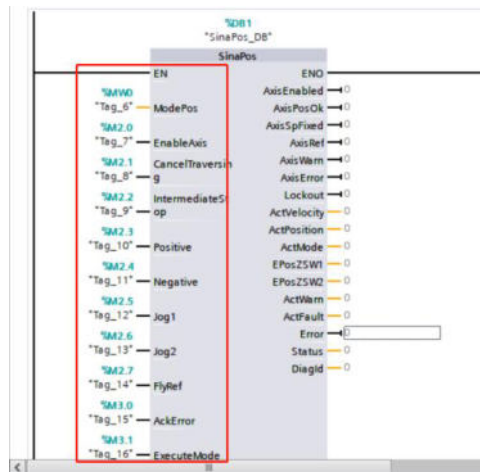 %DB1
"SinaPos_DB"
SinaPos
EN ENO
%MW0
"Tag_6" ModePos
%M2.0
"Tag_7" EnableAxis
%M2.1
"Tag_8" CancelTraversin
g
%M2.2
"Tag_9" IntermediateSt
op
%M2.3
"Tag_10" Positive
%M2.4
"Tag_11" Negative
%M2.5
"Tag_12" Jog1
%M2.6
"Tag_13" Jog2
%M2.7
"Tag_14" FlyRef
%M3.0
"Tag_15" AckError
%M3.1
"Tag_16" ExecuteMode
AxisEnabled 0
AxisPosOk 0
AxisSpFixed 0
AxisRef 0
AxisWarn 0
AxisError 0
Lockout 0
ActVelocity 0
ActPosition 0
ActMode 0
EPosZSW1 0
EPosZSW2 0
ActWarn 0
ActFault 0
Error 0
Status 0
DiagId 0